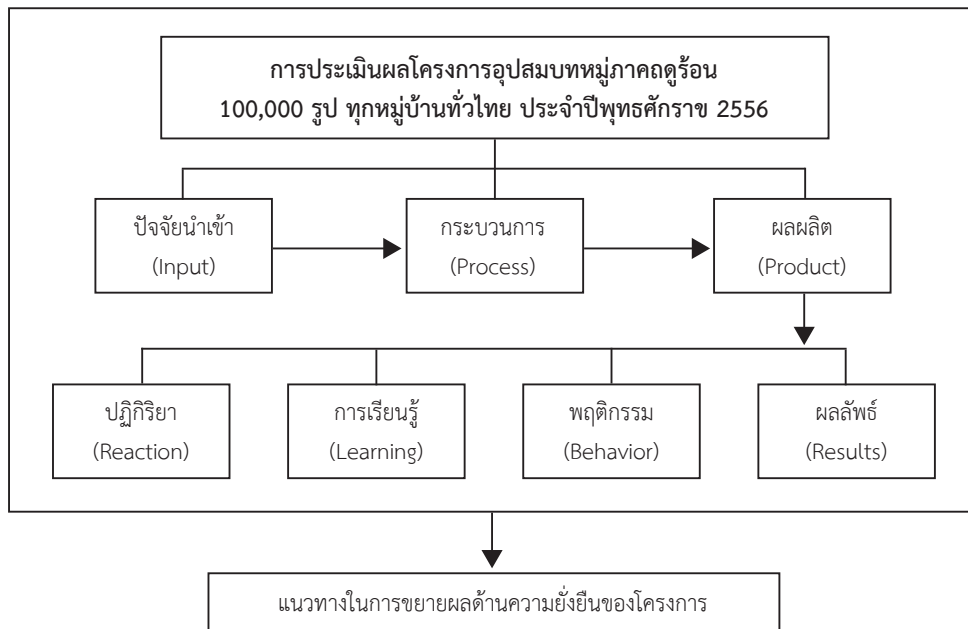 การประเมินผลโครงการอุปสมบทหมู่ภาคฤดูร้อน
100,000 รูป ทุกหมู่บ้านทั่วไทย ประจำปีพุทธศักราช 2556
ปัจจัยนำเข้า
(Input)
กระบวนการ
(Process)
ผลผลิต
(Product)
ปฏิกิริยา
(Reaction)
การเรียนรู้
(Learning)
พฤติกรรม
(Behavior)
ผลลัพธ์
(Results)
แนวทางในการขยายผลด้านความยั่งยืนของโครงการ